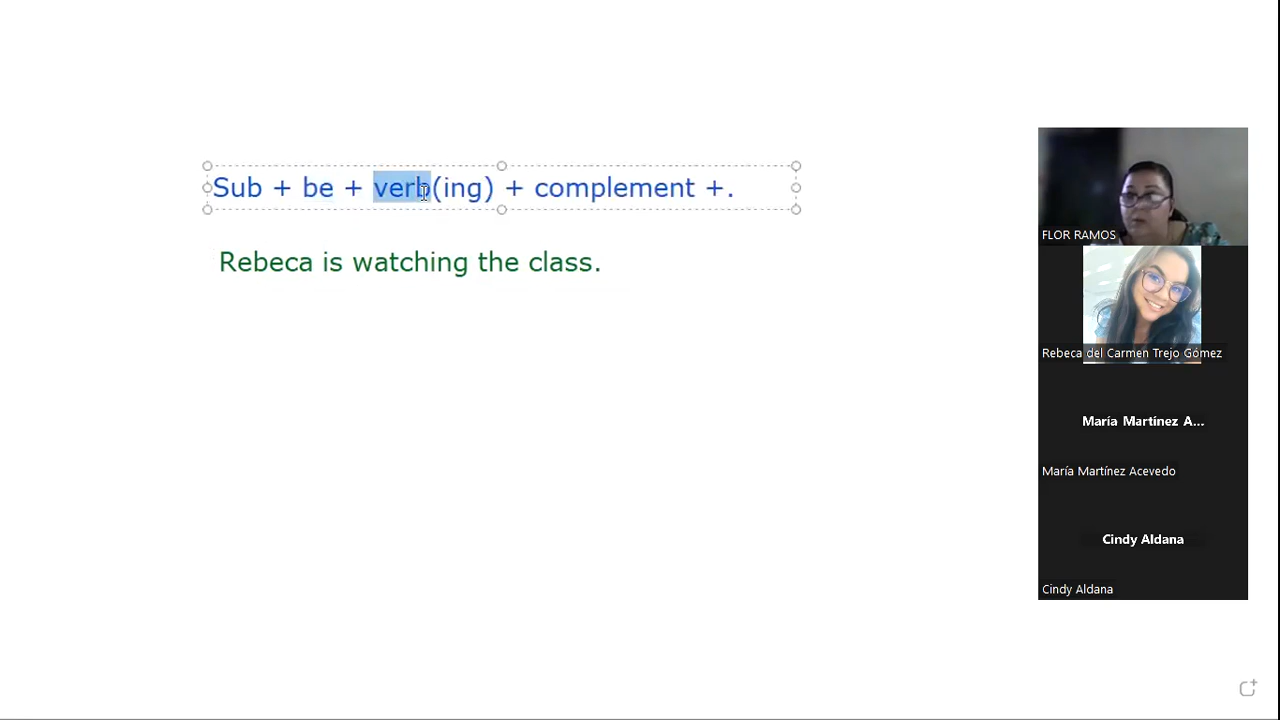 Sub + be + verb(ing) + complement +.
Rebeca is watching the class.
FLOR RAMOS
Rebeca del Carmen Trejo Gómez
María Martínez A...
María Martínez Acevedo
Cindy Aldana
Cindy Aldana